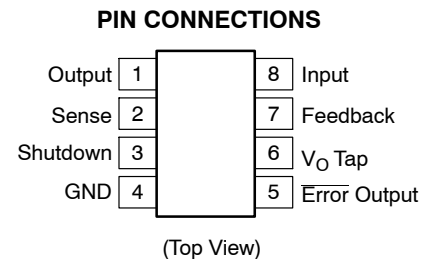 PIN CONNECTIONS
Output 1 8 Input
Sense 2 7 Feedback
Shutdown 3 6 VO Tap
GND 4 5 Error Output
(Top View)